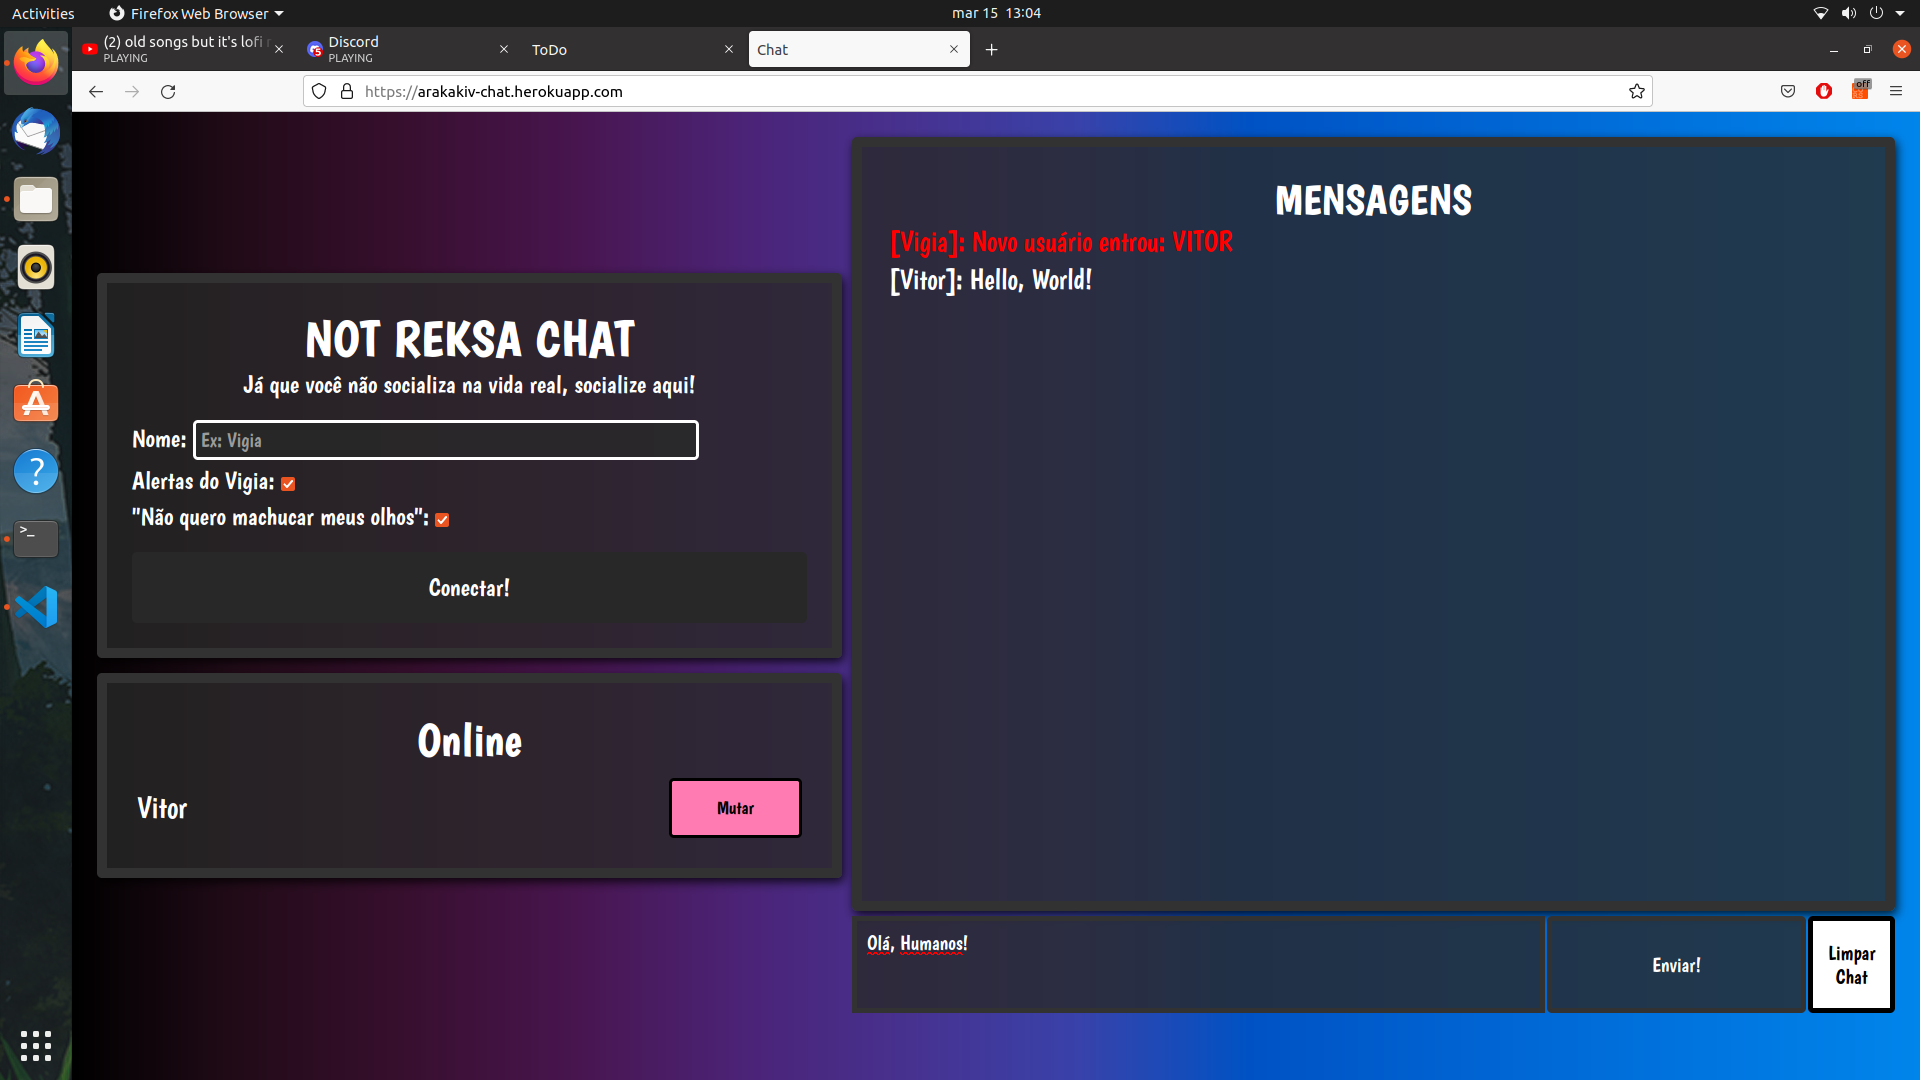 Activities
Firefox Web Browser
mar 15 13:04
(2) old songs but it's lofi
PLAYING
Discord
PLAYING
ToDo
Chat
https://arakakiv-chat.herokuapp.com
off
NOT REKSA CHAT
Já que você não socializa na vida real, socialize aqui!
Nome: Ex: Vigia
Alertas do Vigia:
"Não quero machucar meus olhos":
Conectar!
Online
Vitor
Mutar
MENSAGENS
[Vigia]: Novo usuário entrou: VITOR
[Vitor]: Hello, World!
Olá, Humanos!
Enviar!
Limpar
Chat